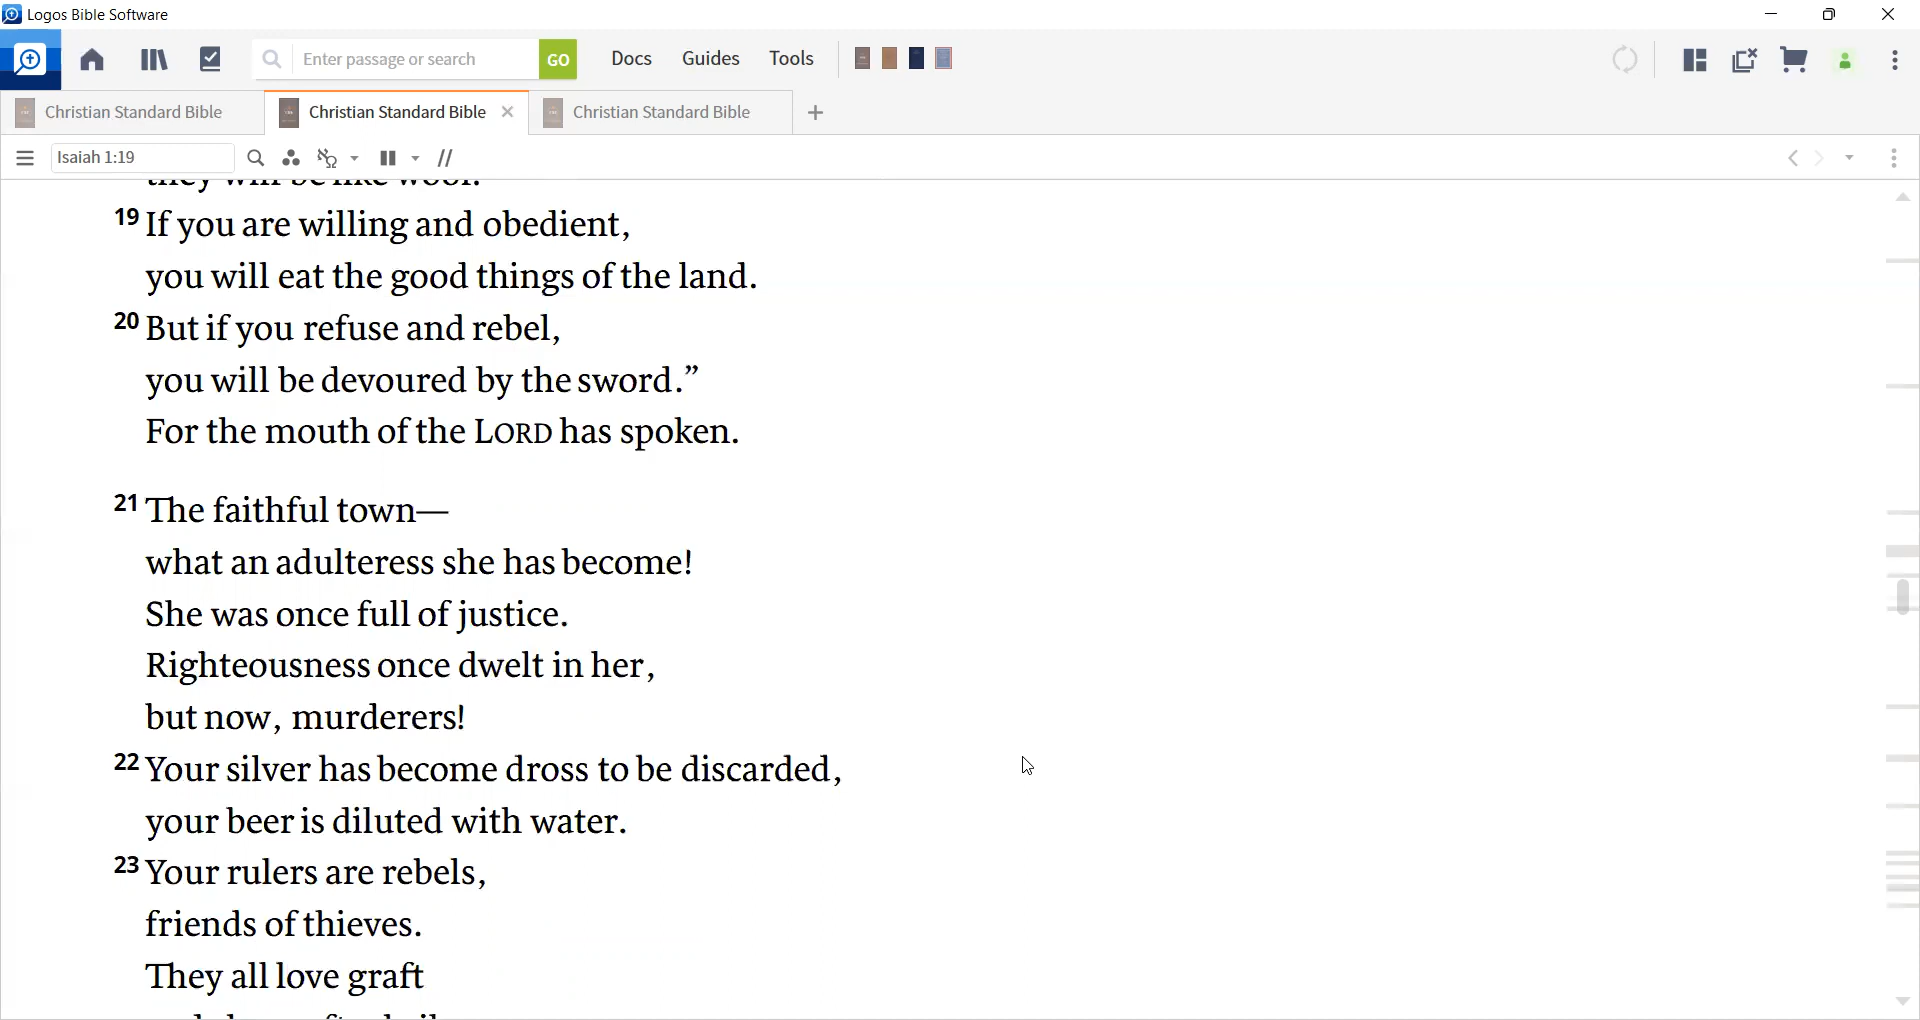 Logos Bible Software
Enter passage or search
GO
Docs
Guides
Tools
Christian Standard Bible
Christian Standard Bible
Christian Standard Bible
Isaiah 1:19
they will be like wool.
19 If you are willing and obedient,
you will eat the good things of the land.
20 But if you refuse and rebel,
you will be devoured by the sword.”
For the mouth of the LORD has spoken.
21 The faithful town—
what an adulteress she has become!
She was once full of justice.
Righteousness once dwelt in her,
but now, murderers!
22 Your silver has become dross to be discarded,
your beer is diluted with water.
23 Your rulers are rebels,
friends of thieves.
They all love graft